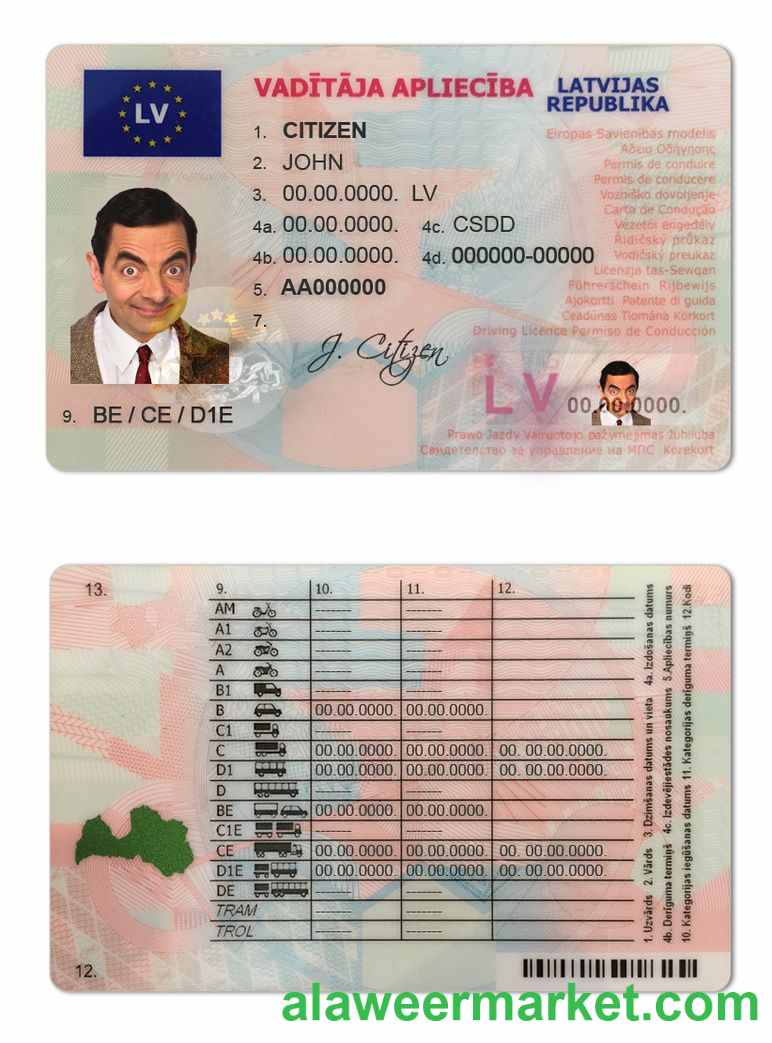 LV
VADĪTĀJA APLIECĪBA
LATVIJAS
REPUBLIKA
1. CITIZEN
2. JOHN
3. 00.00.0000. LV
4a. 00.00.0000. 4c. CSDD
4b. 00.00.0000. 4d. 000000-00000
5. AA000000
7.
J. Citizen
9. BE / CE / D1E
Eiropas Savienības modelis
Άδεια Οδήγησης
Permis de conduire
Permis de conducere
Vozniško dovoljenje
Carta de Condução
Vezetői engedély
Řidičský průkaz
Vodičský preukaz
Liċenzja tas-Sewqan
Führerschein Rijbewijs
Ajokortti Patente di guida
Ceadúnas Tiomána Körkort
Driving Licence Permiso de Conducción
LV 00.00.0000.
Prawo Jazdy Vairuotojo pažymėjimas Juhiluba
Свидетелство за управление на МПС Kørekort
13.
9. 10. 11. 12.
AM ------- -------
A1 ------- -------
A2 ------- -------
A ------- -------
B1 ------- -------
B 00.00.0000. 00.00.0000.
C1 ------- -------
C 00.00.0000. 00.00.0000. 00. 00.00.0000.
D1 00.00.0000. 00.00.0000. 00. 00.00.0000.
D ------- -------
BE 00.00.0000. 00.00.0000.
C1E ------- -------
CE 00.00.0000. 00.00.0000. 00. 00.00.0000.
D1E 00.00.0000. 00.00.0000. 00. 00.00.0000.
DE ------- -------
TRAM ------- -------
TROL ------- -------
1. Uzvārds 2. Vārds 3. Dzimšanas datums un vieta 4a. Izdošanas datums
4b. Derīguma termiņš 4c. Izdevējiestādes nosaukums 5.Apliecības numurs
10. Kategorijas iegūšanas datums 11. Kategorijas derīguma termiņš 12.Kodi
12.
alaweermarket.com